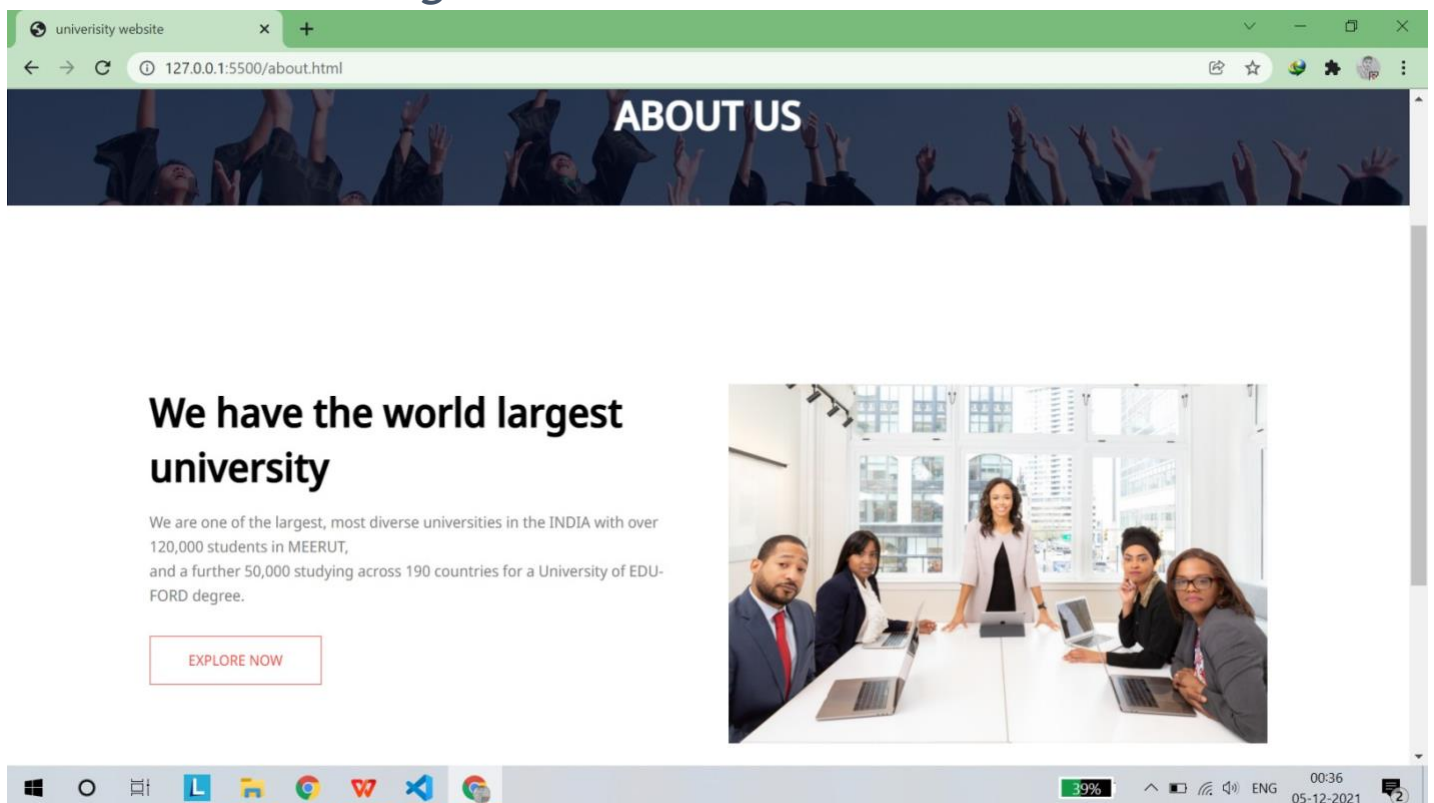 univerisity website
127.0.0.1:5500/about.html
ABOUT US
We have the world largest
university
We are one of the largest, most diverse universities in the INDIA with over
120,000 students in MEERUT,
and a further 50,000 studying across 190 countries for a University of EDU-
FORD degree.
EXPLORE NOW
39%
ENG
00:36
05-12-2021
2